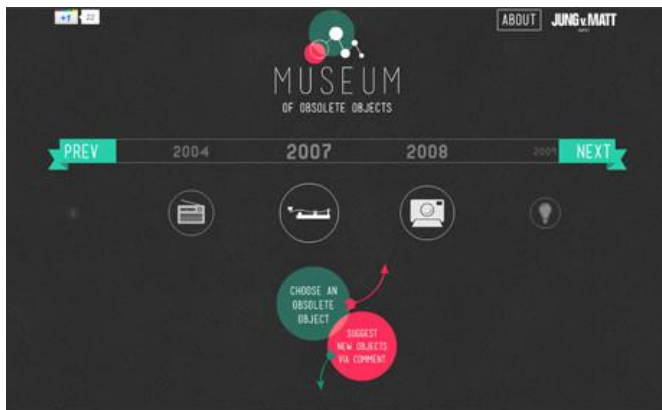 +1 22
ABOUT JUNG v. MATT
MUSEUM
OF OBSOLETE OBJECTS
PREV 2004 2007 2008 2009 NEXT
CHOOSE AN
OBSOLETE
OBJECT
SUGGEST
NEW OBJECTS
VIA COMMENT